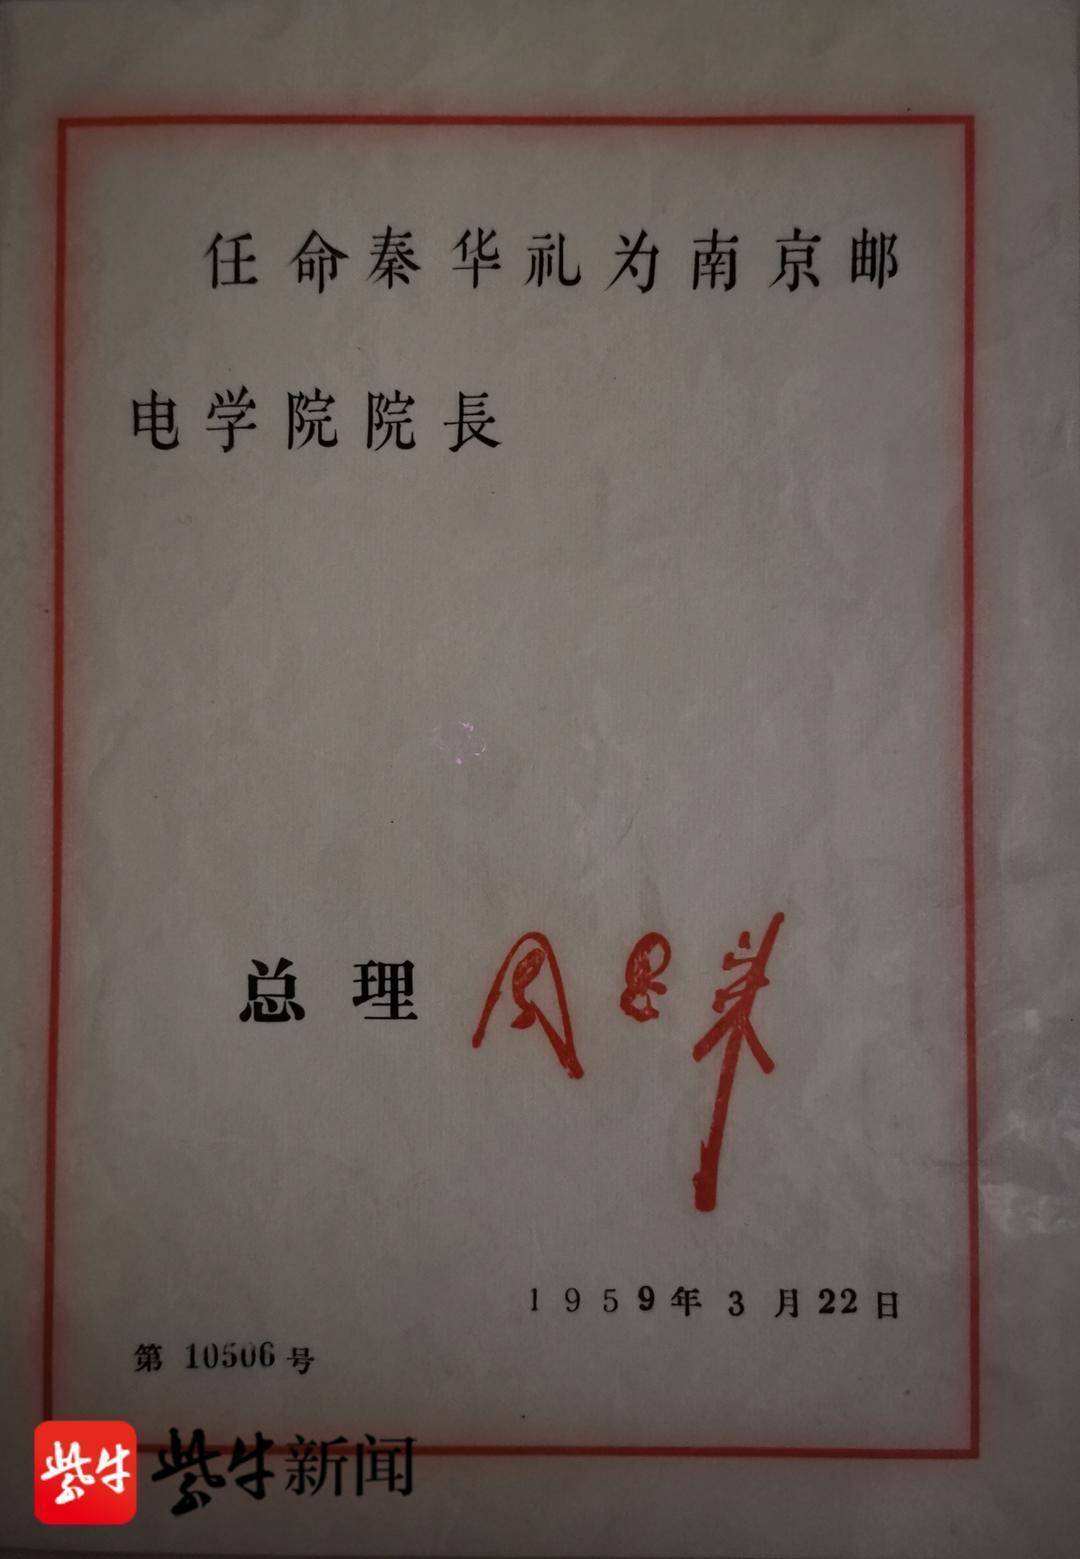 任命秦华礼为南京邮
电学院院長
总理 周恩来
1959年3月22日
第 10506 号
紫牛 紫牛新闻